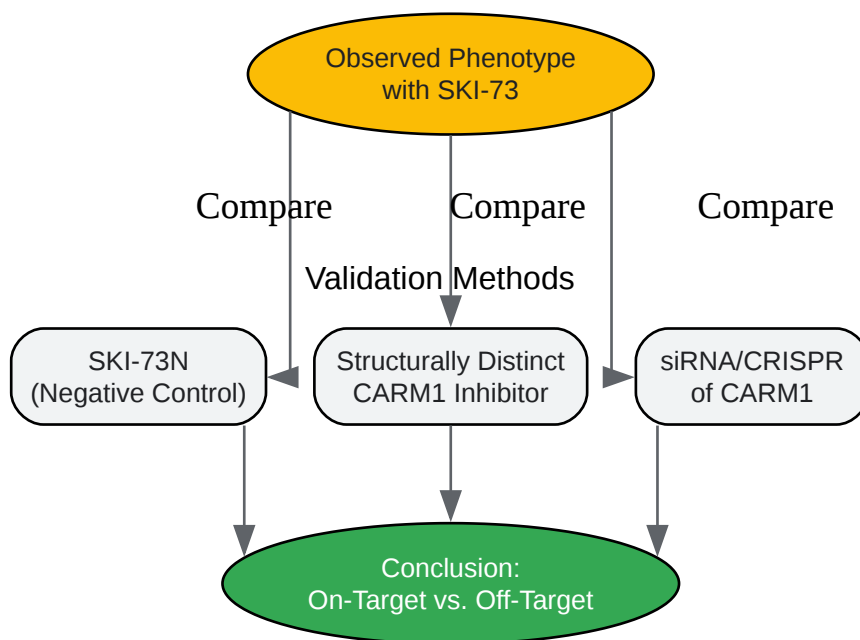 Observed Phenotype
with SKI-73
Compare
Compare
Compare
Validation Methods
SKI-73N
(Negative Control)
Structurally Distinct
CARM1 Inhibitor
siRNA/CRISPR
of CARM1
Conclusion:
On-Target vs. Off-Target